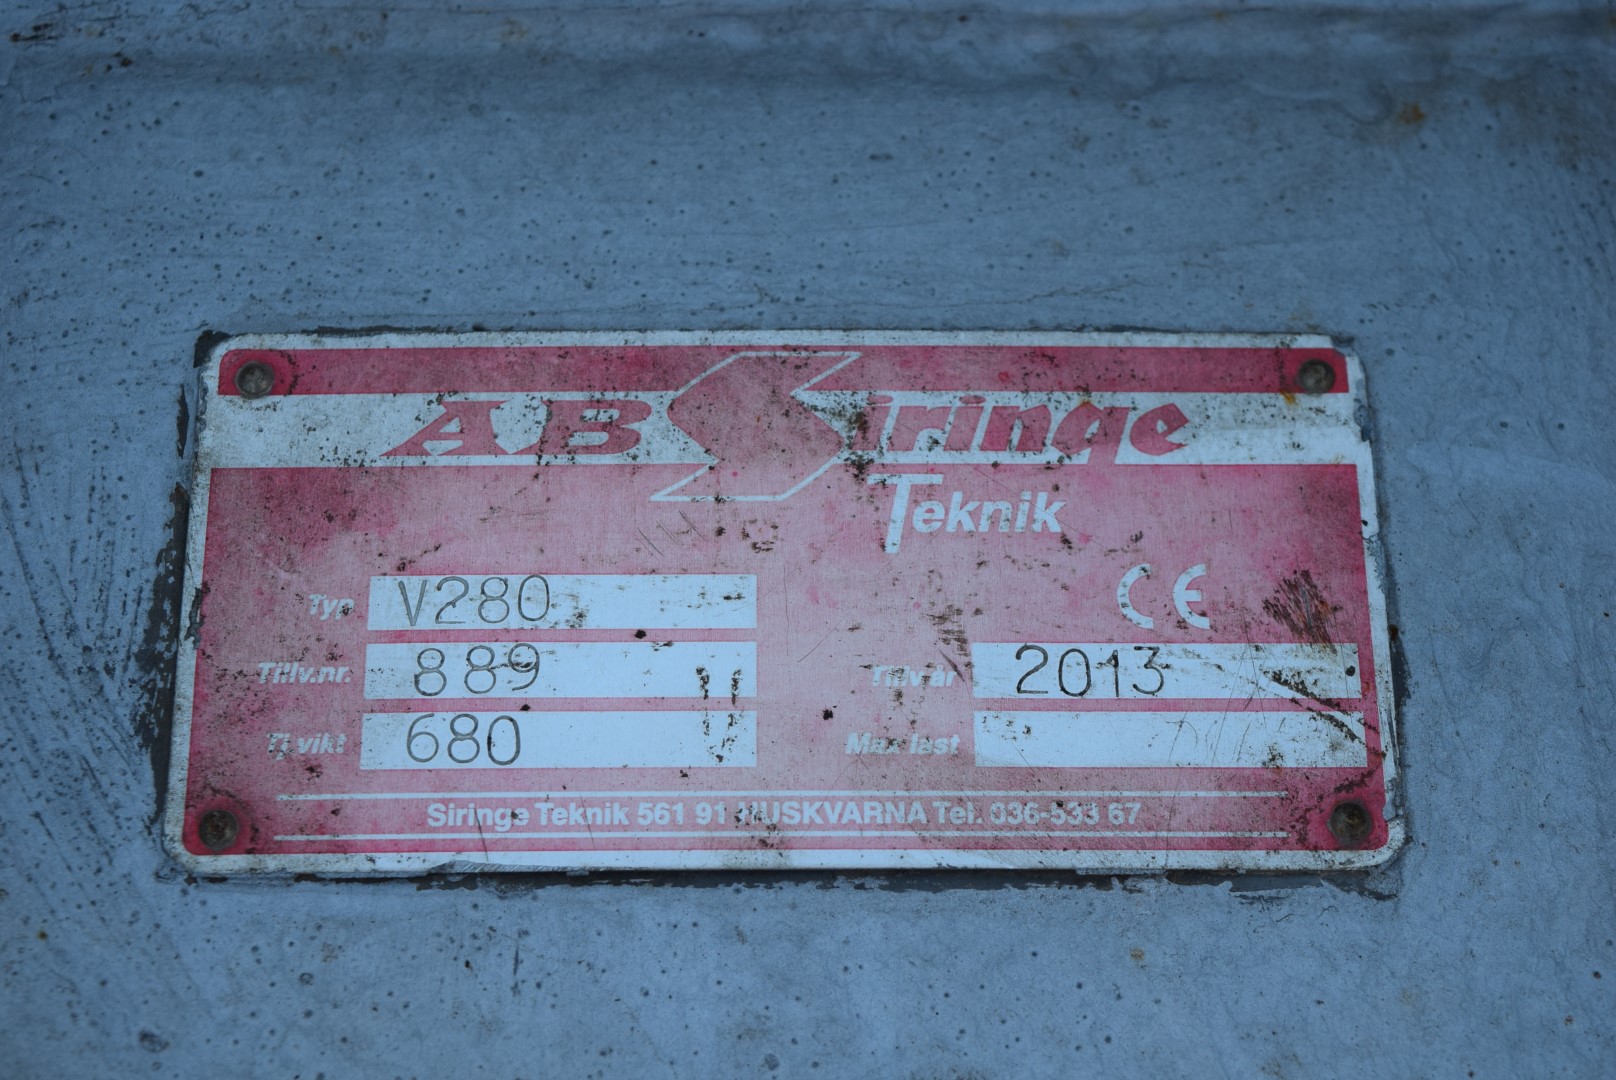 AB Siringe
Teknik
CE
Typ V280
Tillv.nr. 889
Tillv.år 2013
Tj.vikt 680
Max last
Siringe Teknik 561 91 HUSKVARNA Tel. 036-533 67